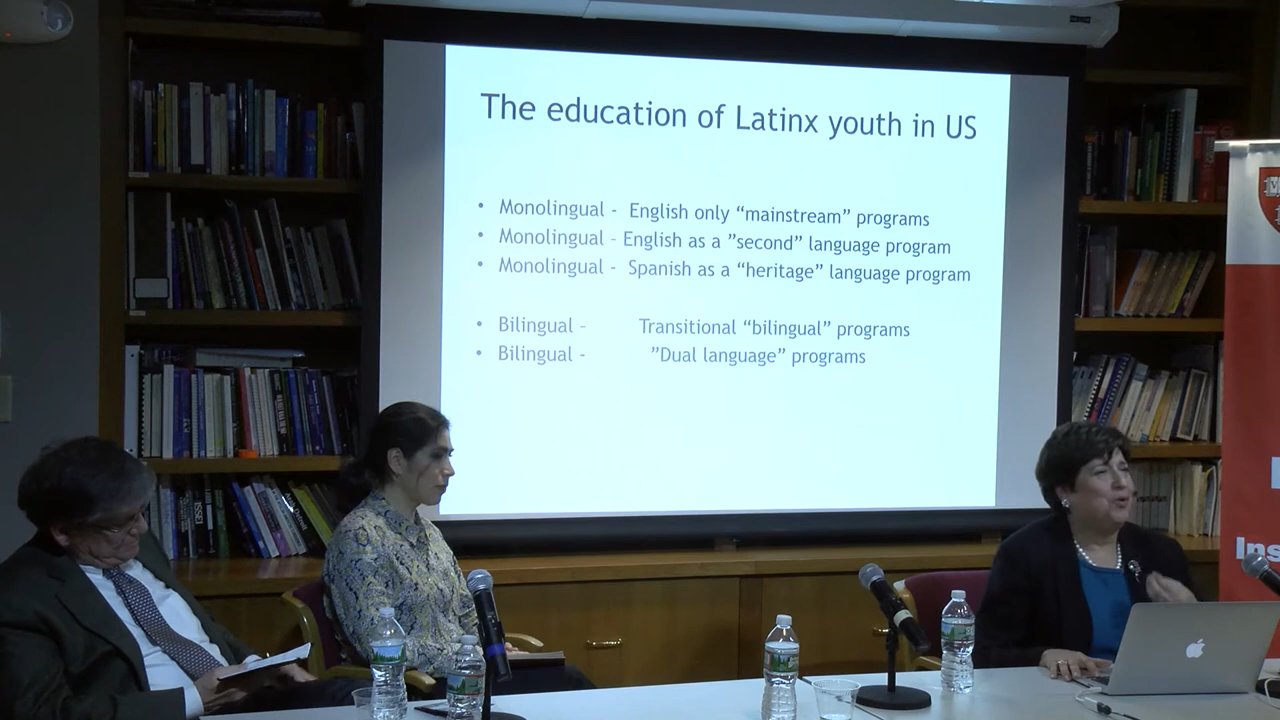 The education of Latinx youth in US
• Monolingual - English only “mainstream” programs
• Monolingual – English as a ”second” language program
• Monolingual - Spanish as a “heritage” language program
• Bilingual – Transitional “bilingual” programs
• Bilingual - ”Dual language” programs
Ins